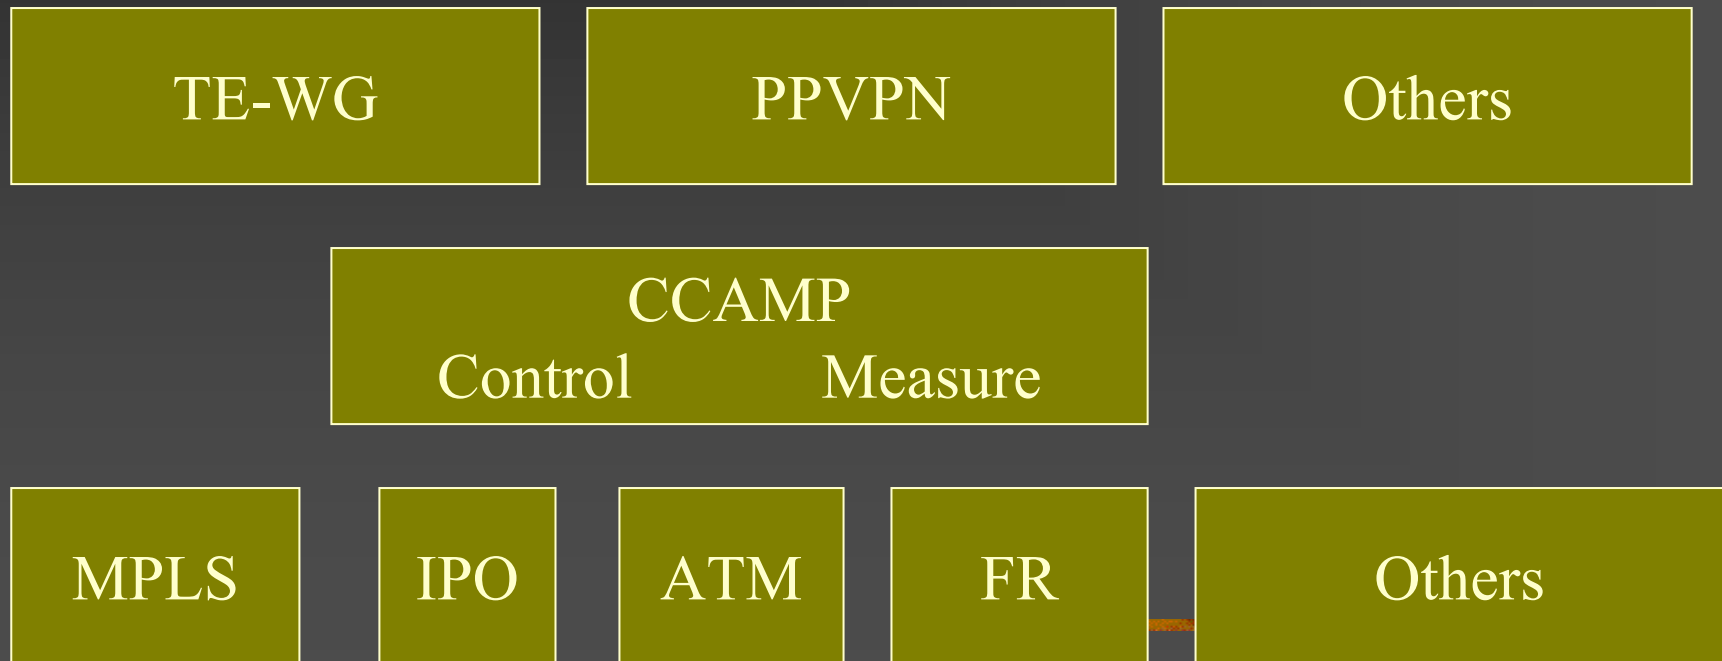 TE-WG
PPVPN
Others
CCAMP
Control Measure
MPLS
IPO
ATM
FR
Others